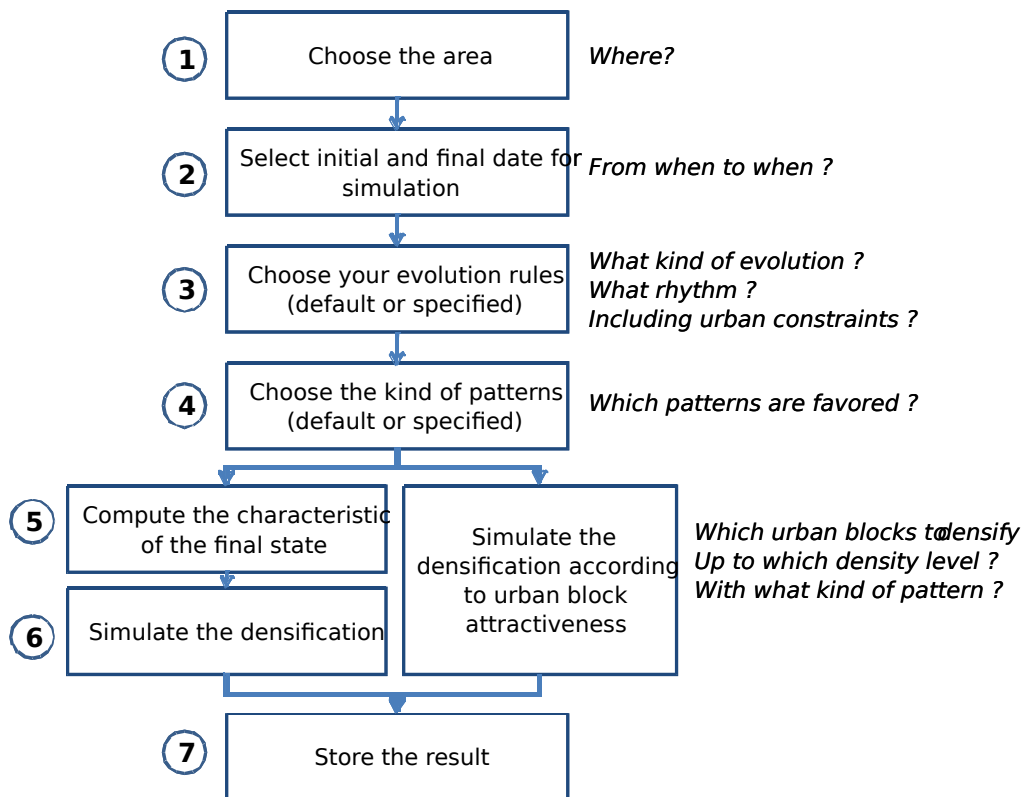 1
Choose the area
Where?
2
Select initial and final date for
simulation
From when to when ?
3
Choose your evolution rules
(default or specified)
What kind of evolution ?
What rhythm ?
Including urban constraints ?
4
Choose the kind of patterns
(default or specified)
Which patterns are favored ?
5
Compute the characteristic
of the final state
6
Simulate the densification
Simulate the
densification according
to urban block
attractiveness
Which urban blocks to densify
Up to which density level ?
With what kind of pattern ?
7
Store the result